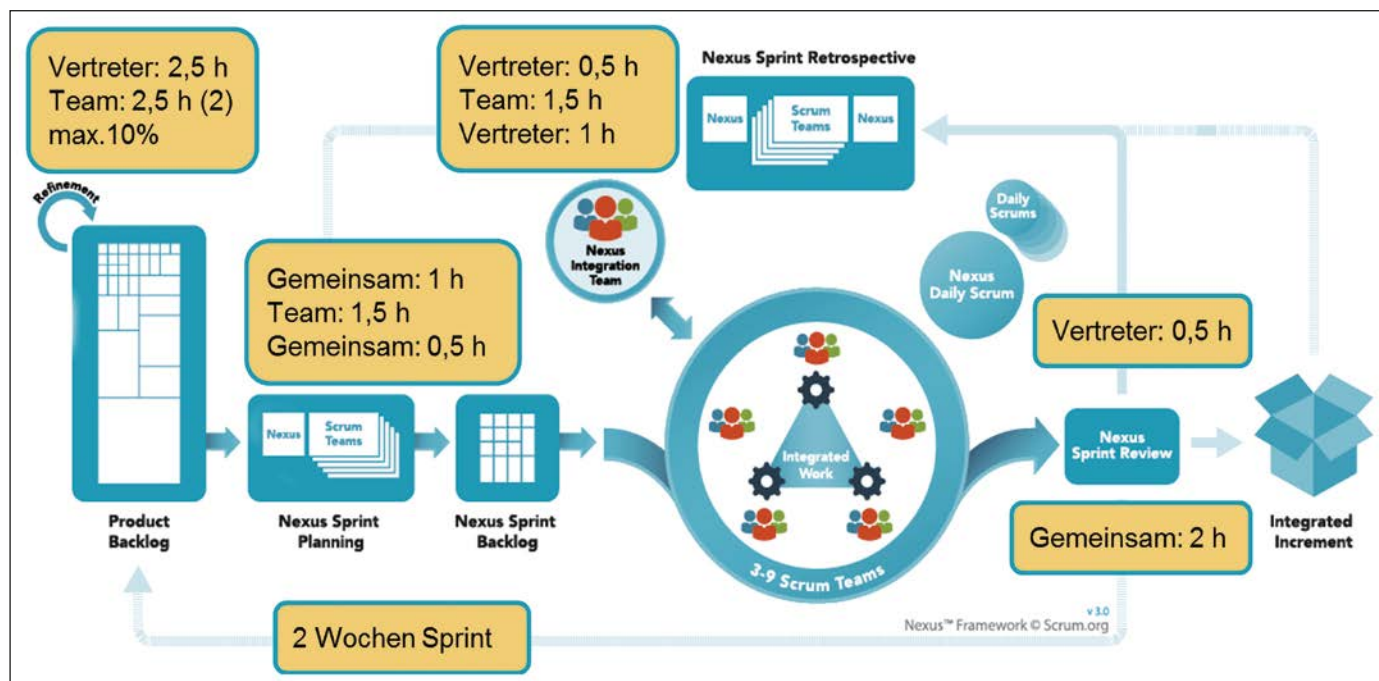 Vertreter: 2,5 h
Team: 2,5 h (2)
max.10%
Refinement
Product
Backlog
Gemeinsam: 1 h
Team: 1,5 h
Gemeinsam: 0,5 h
Nexus
Scrum
Teams
Nexus Sprint
Planning
Nexus Sprint
Backlog
Vertreter: 0,5 h
Team: 1,5 h
Vertreter: 1 h
Nexus Sprint Retrospective
Nexus
Scrum
Teams
Nexus
Nexus
Integration
Team
Daily
Scrums
Nexus
Daily Scrum
Integrated
Work
3-9 Scrum Teams
Vertreter: 0,5 h
Nexus
Sprint Review
Gemeinsam: 2 h
Integrated
Increment
2 Wochen Sprint
v 3.0
Nexus™ Framework © Scrum.org